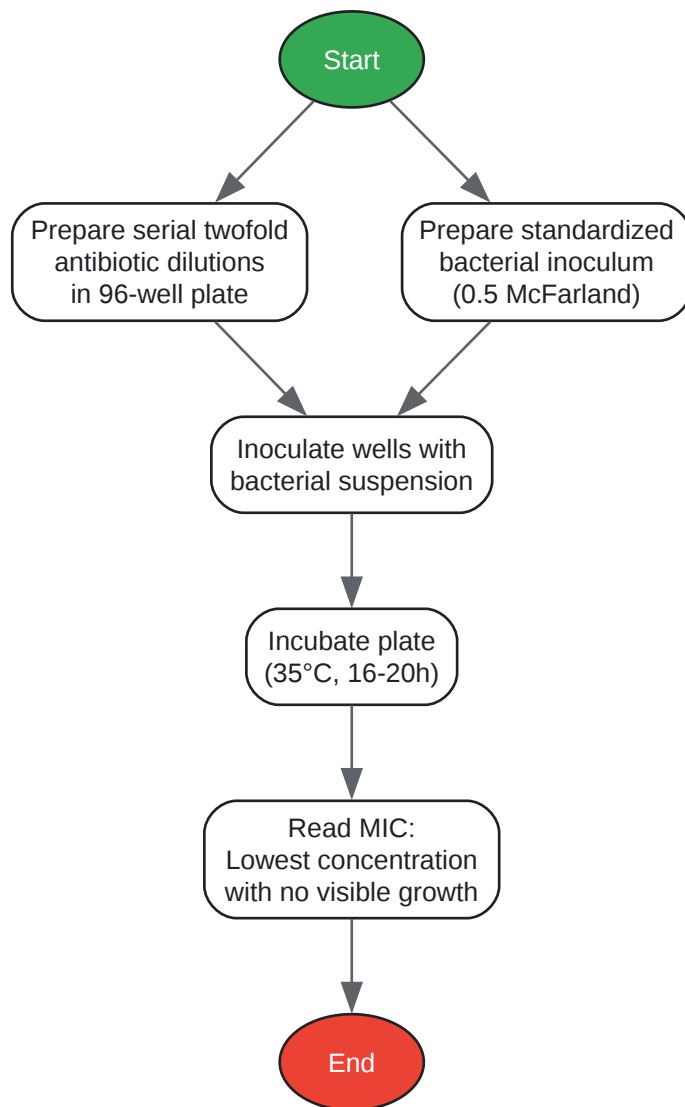 Start
Prepare serial twofold
antibiotic dilutions
in 96-well plate
Prepare standardized
bacterial inoculum
(0.5 McFarland)
Inoculate wells with
bacterial suspension
Incubate plate
(35°C, 16-20h)
Read MIC:
Lowest concentration
with no visible growth
End